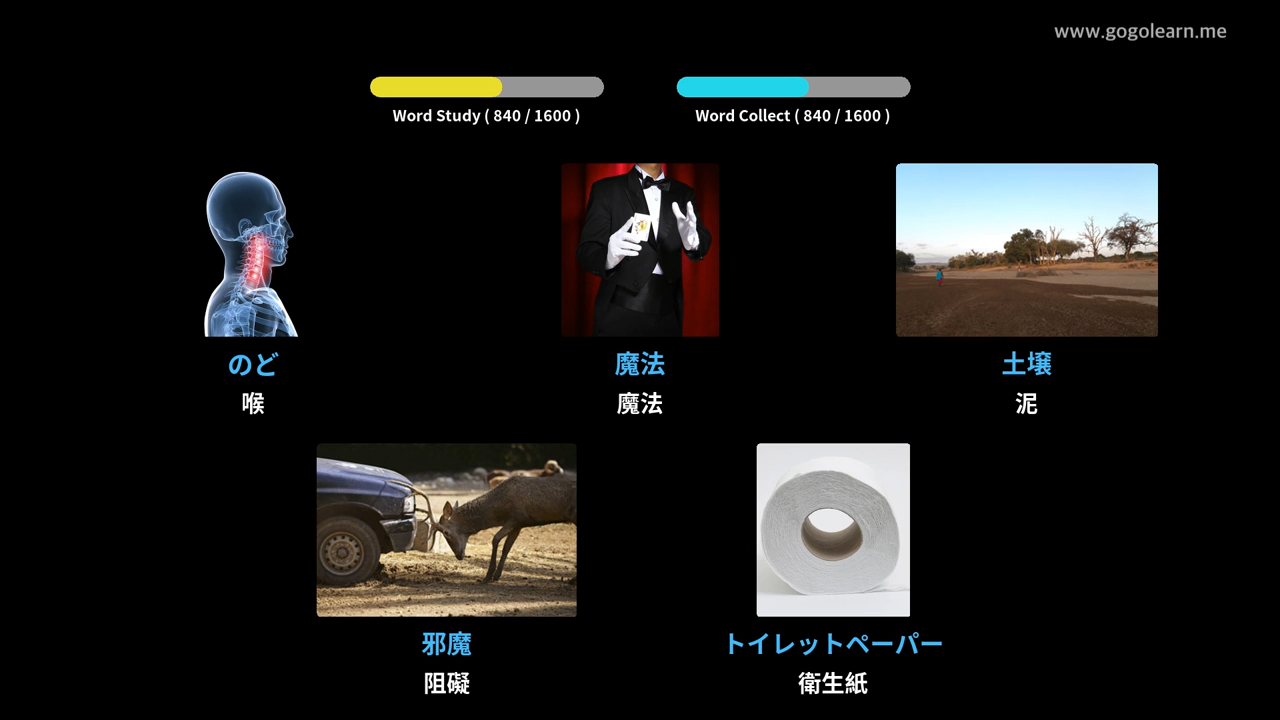 www.gogolearn.me
Word Study ( 840 / 1600 )
Word Collect ( 840 / 1600 )
のど
喉
魔法
魔法
土壌
泥
邪魔
阻礙
トイレットペーパー
衛生紙